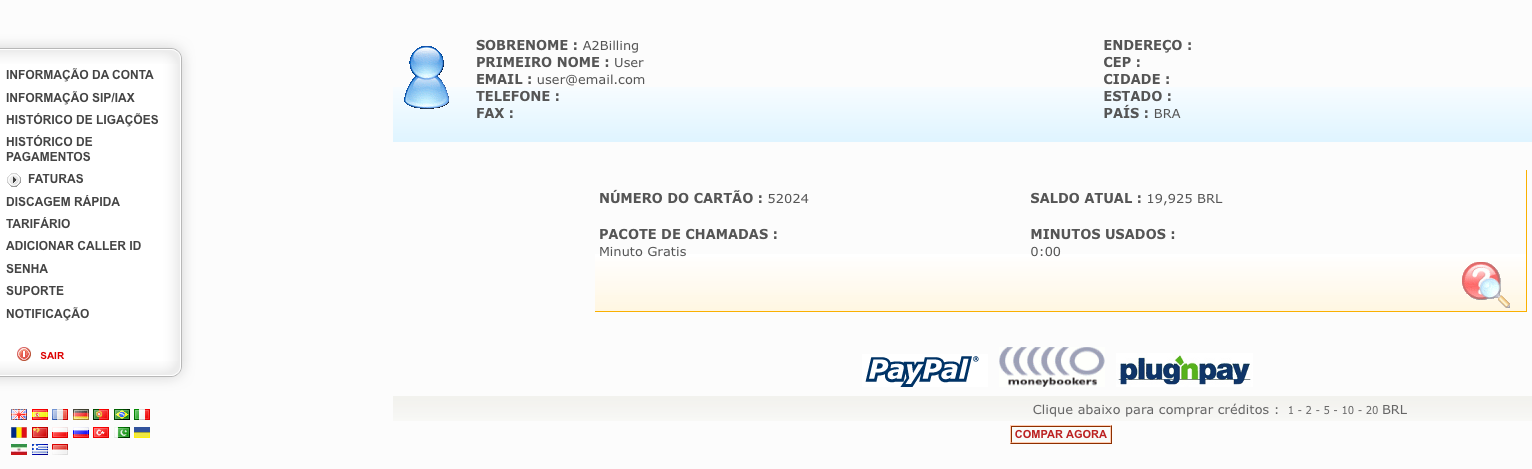 INFORMAÇÃO DA CONTA
INFORMAÇÃO SIP/IAX
HISTÓRICO DE LIGAÇÕES
HISTÓRICO DE
PAGAMENTOS
FATURAS
DISCAGEM RÁPIDA
TARIFÁRIO
ADICIONAR CALLER ID
SENHA
SUPORTE
NOTIFICAÇÃO
SAIR
SOBRENOME : A2Billing
PRIMEIRO NOME : User
EMAIL : user@email.com
TELEFONE :
FAX :
ENDEREÇO :
CEP :
CIDADE :
ESTADO :
PAÍS : BRA
NÚMERO DO CARTÃO : 52024
SALDO ATUAL : 19,925 BRL
PACOTE DE CHAMADAS :
Minuto Gratis
MINUTOS USADOS :
0:00
PayPal®
moneybookers
plug'n pay
Clique abaixo para comprar créditos : 1 - 2 - 5 - 10 - 20 BRL
COMPAR AGORA